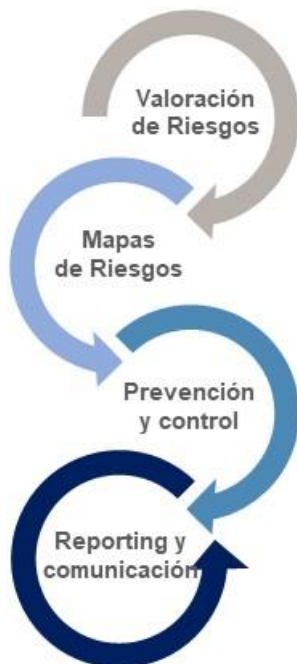 Valoración
de Riesgos
Mapas
de Riesgos
Prevención
y control
Reporting y
comunicación